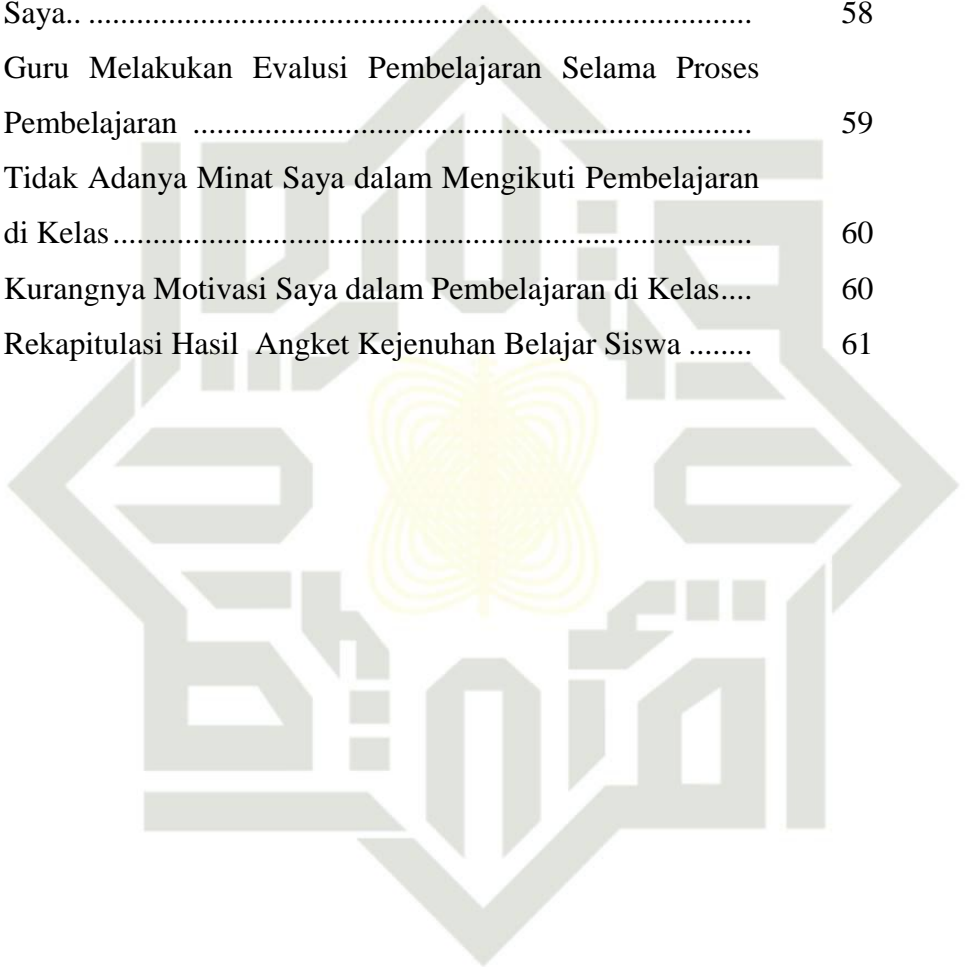 Saya.. ........................................................................... 58
Guru Melakukan Evalusi Pembelajaran Selama Proses
Pembelajaran ............................................................... 59
Tidak Adanya Minat Saya dalam Mengikuti Pembelajaran
di Kelas ........................................................................ 60
Kurangnya Motivasi Saya dalam Pembelajaran di Kelas.... 60
Rekapitulasi Hasil Angket Kejenuhan Belajar Siswa ........ 61